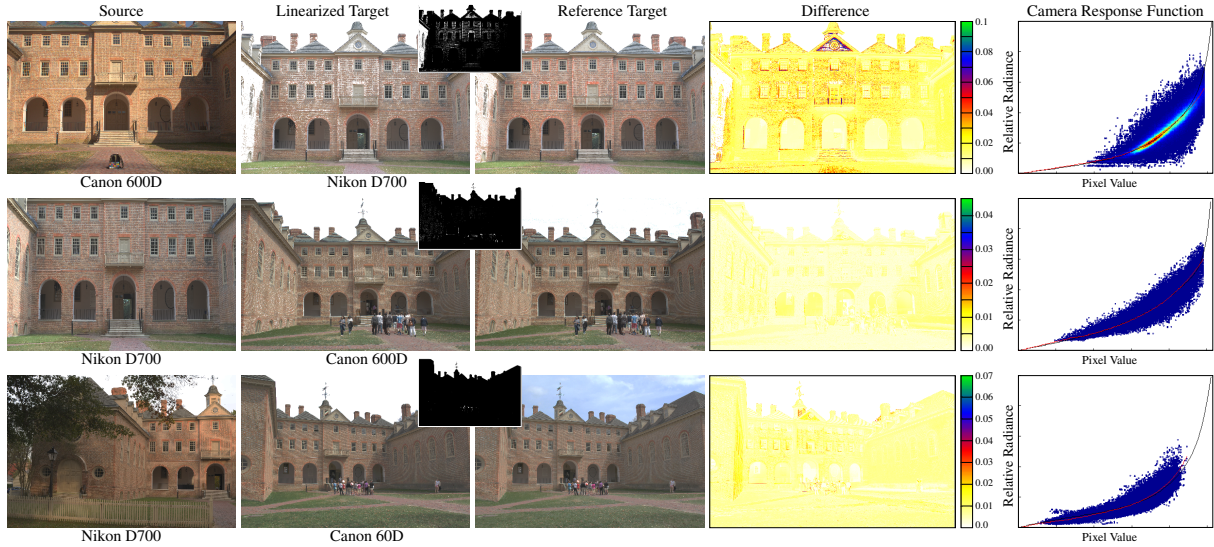 Source Linearized Target Reference Target Difference Camera Response Function
0.1
0.08
0.06
0.04
0.02
0.00
Relative Radiance
Pixel Value
Canon 600D Nikon D700
0.04
0.03
0.02
0.01
0.00
Relative Radiance
Pixel Value
Nikon D700 Canon 600D
0.07
0.06
0.05
0.04
0.03
0.02
0.01
0.0
Relative Radiance
Pixel Value
Nikon D700 Canon 60D